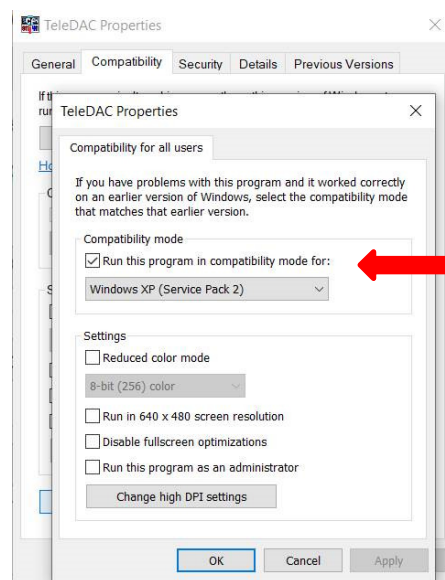 TeleDAC Properties
General Compatibility Security Details Previous Versions
If th
TeleDAC Properties
Compatibility for all users
If you have problems with this program and it worked correctly
on an earlier version of Windows, select the compatibility mode
that matches that earlier version.
Compatibility mode
Run this program in compatibility mode for:
Windows XP (Service Pack 2)
Settings
Reduced color mode
8-bit (256) color
Run in 640 x 480 screen resolution
Disable fullscreen optimizations
Run this program as an administrator
Change high DPI settings
OK Cancel Apply